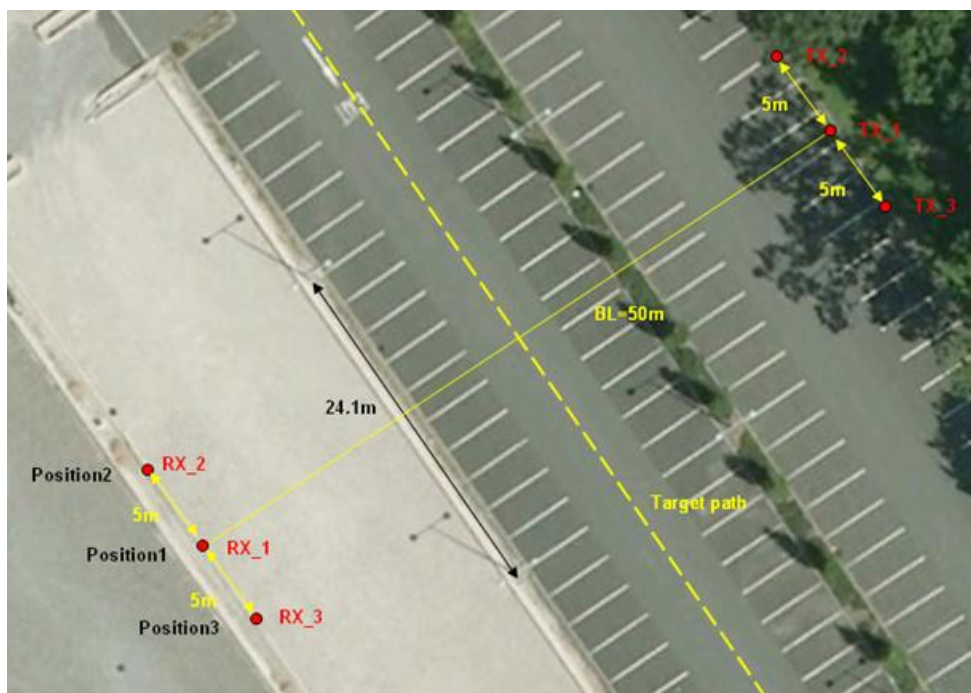 TX_2
5m
TX_1
5m
TX_3
BL=50m
24.1m
RX_2
Position2
5m
Target path
Position1
RX_1
5m
Position3
RX_3